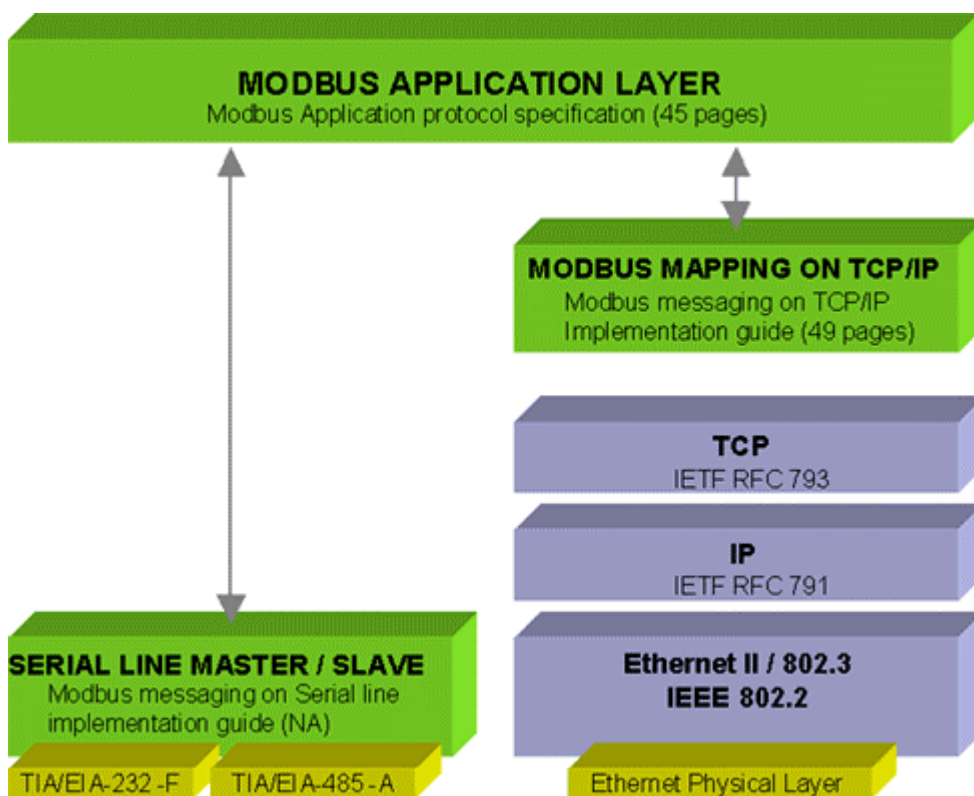 MODBUS APPLICATION LAYER
Modbus Application protocol specification (45 pages)
MODBUS MAPPING ON TCP/IP
Modbus messaging on TCP/IP
Implementation guide (49 pages)
TCP
IETF RFC 793
IP
IETF RFC 791
SERIAL LINE MASTER / SLAVE
Modbus messaging on Serial line
implementation guide (NA)
TIA/EIA-232-F
TIA/EIA-485-A
Ethernet II / 802.3
IEEE 802.2
Ethernet Physical Layer